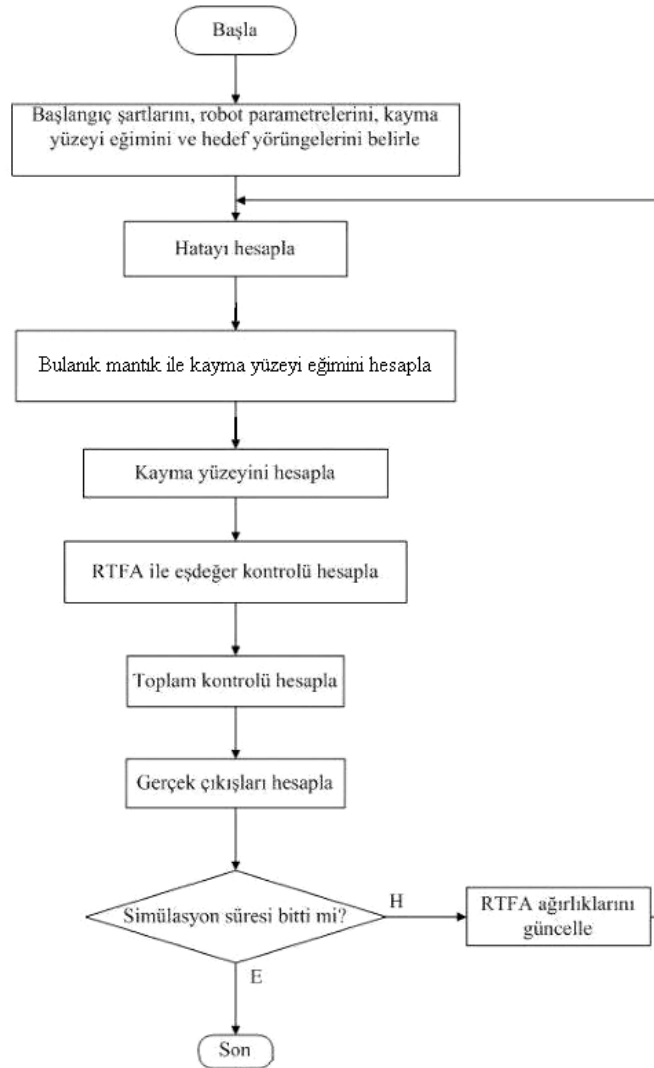 Başla
Başlangıç şartlarını, robot parametrelerini, kayma
yüzeyi eğimini ve hedef yörüngelerini belirle
Hatayı hesapla
Bulanık mantık ile kayma yüzeyi eğimini hesapla
Kayma yüzeyini hesapla
RTFA ile eşdeğer kontrolü hesapla
Toplam kontrolü hesapla
Gerçek çıkışları hesapla
Simülasyon süresi bitti mi?
H
RTFA ağırlıklarını
güncelle
E
Son